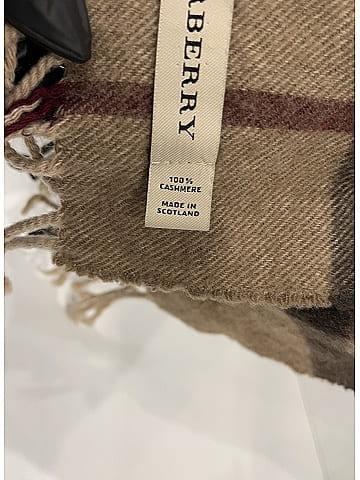 RBERRY
100%
CASHMERE
MADE IN
SCOTLAND